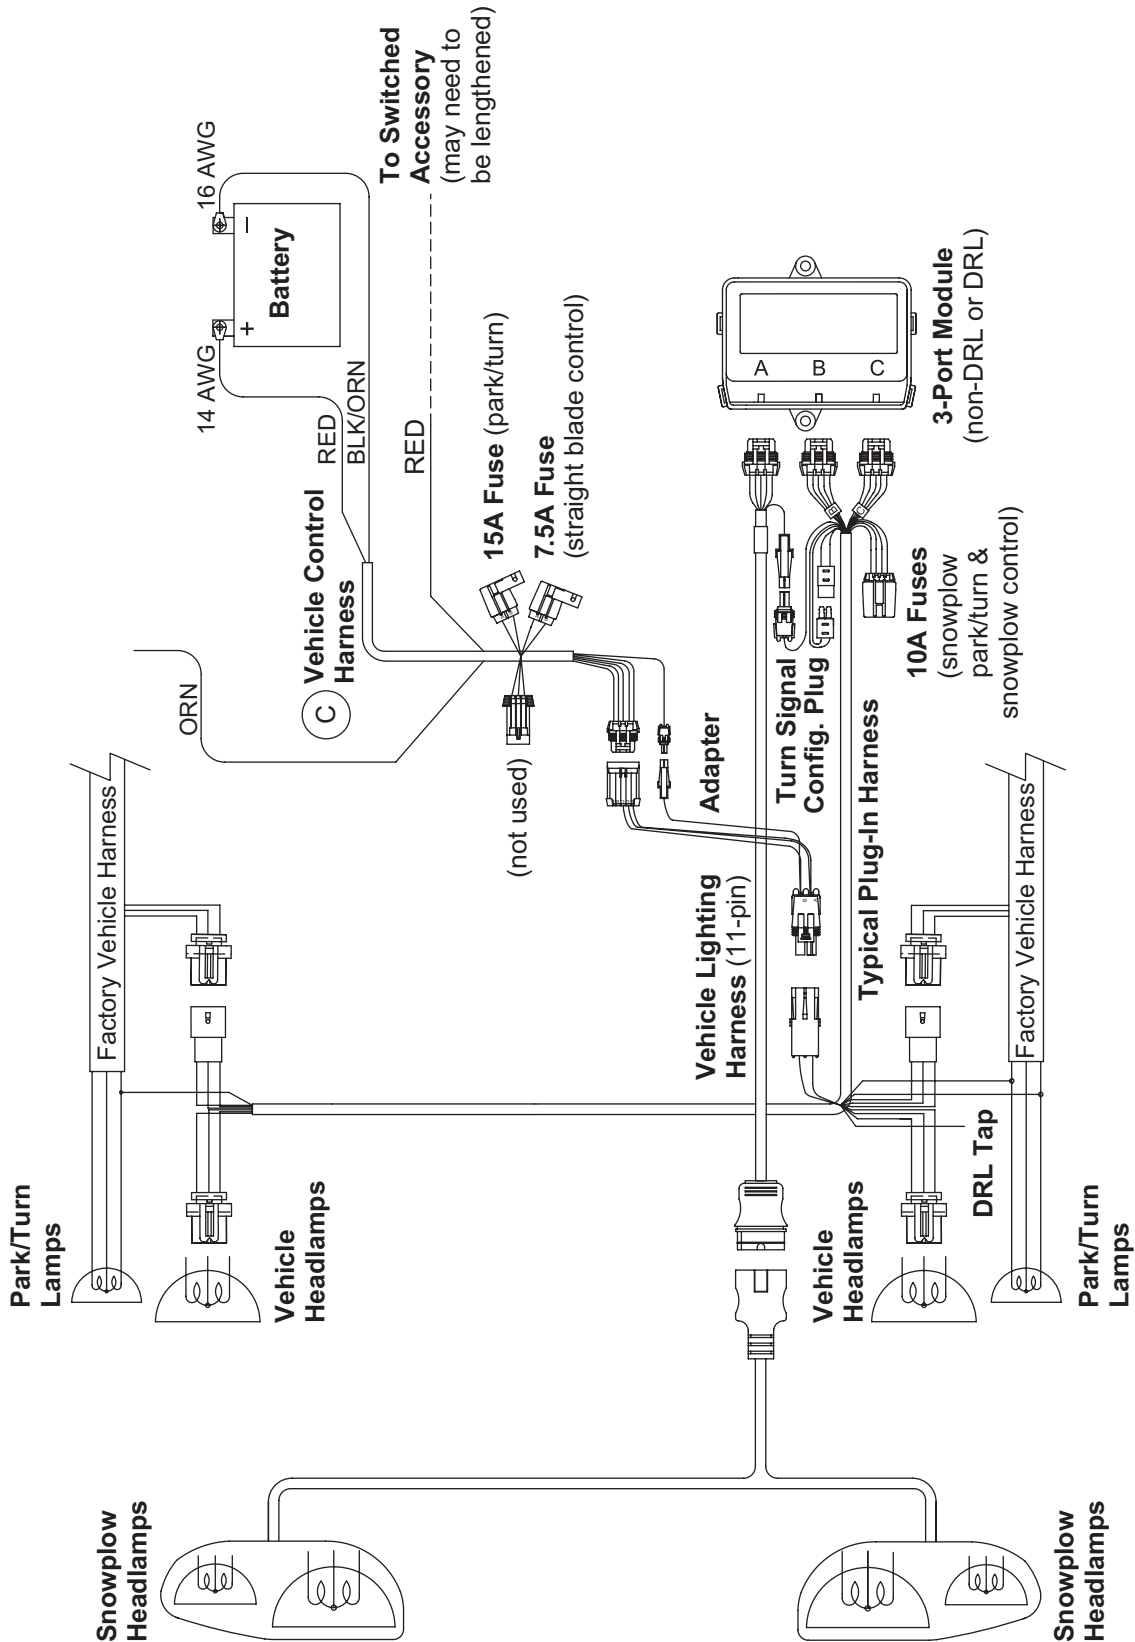 Snowplow
Headlamps
Park/Turn
Lamps
Vehicle
Headlamps
Factory Vehicle Harness
ORN
C
Vehicle Control
Harness
14 AWG
16 AWG
+
–
Battery
RED
BLK/ORN
RED
To Switched
Accessory
(may need to
be lengthened)
15A Fuse (park/turn)
7.5A Fuse
(straight blade control)
(not used)
Adapter
Vehicle Lighting
Harness (11-pin)
B
A
Turn Signal
Config. Plug
Typical Plug-In Harness
10A Fuses
(snowplow
park/turn &
snowplow control)
A
B
C
3-Port Module
(non-DRL or DRL)
Snowplow
Headlamps
Vehicle
Headlamps
DRL Tap
Park/Turn
Lamps
Factory Vehicle Harness